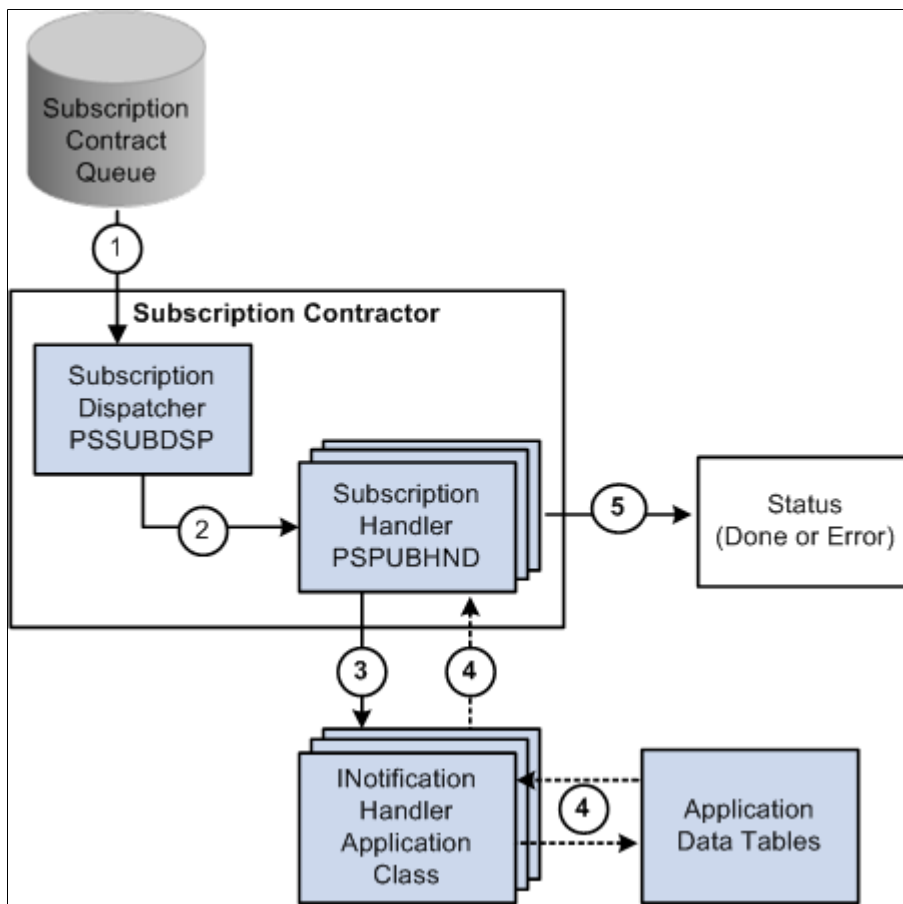 Subscription
Contract
Queue
1
Subscription Contractor
Subscription
Dispatcher
PSSUBDSP
2
Subscription
Handler
PSPUBHND
5
Status
(Done or Error)
3
4
INotification
Handler
Application
Class
4
Application
Data Tables